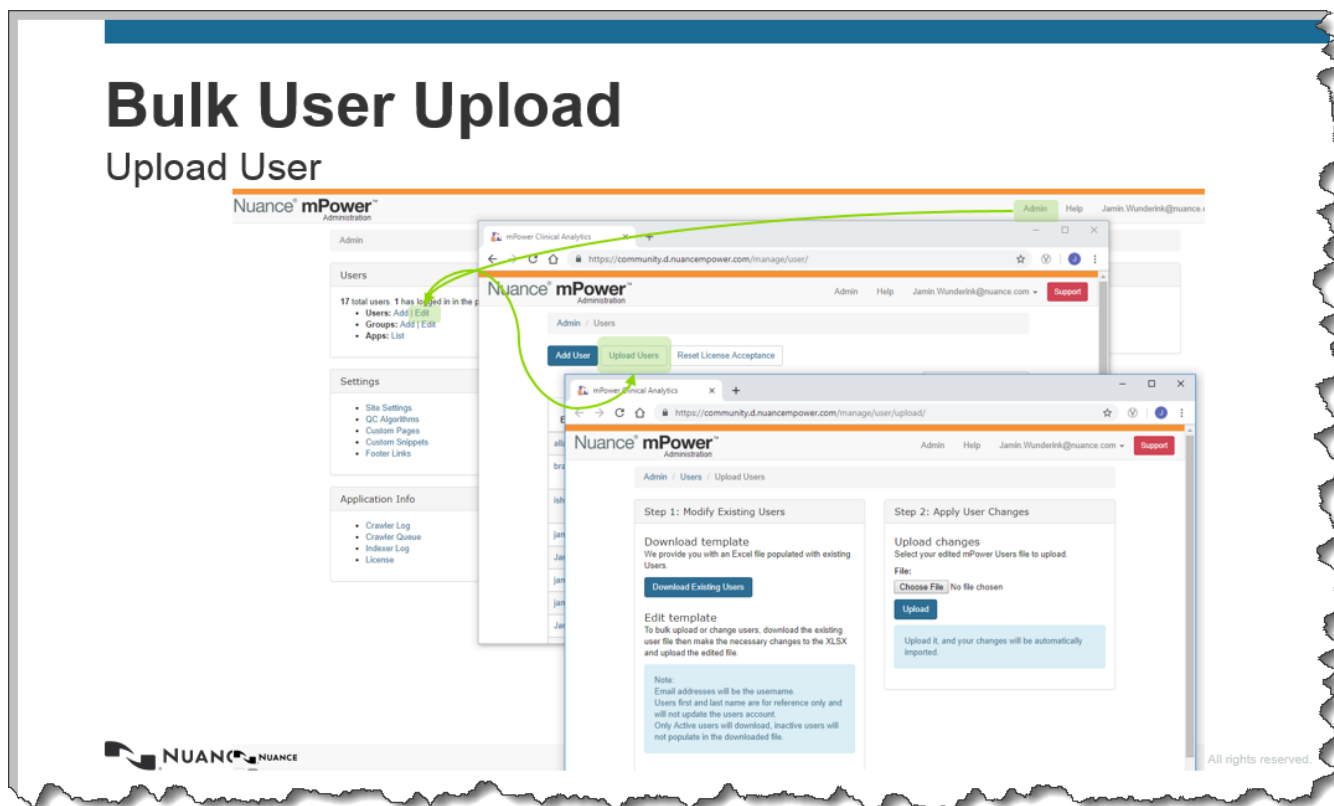 Bulk User Upload
Upload User
Nuance® mPower™
Administration
Admin Help Jamin.Wunderink@nuance.
Admin
Users
17 total users. 1 has logged in in the p
• Users: Add | Edit
• Groups: Add | Edit
• Apps: List
Settings
• Site Settings
• QC Algorithms
• Custom Pages
• Custom Snippets
• Footer Links
Application Info
• Crawler Log
• Crawler Queue
• Indexer Log
• License
mPower Clinical Analytics
https://community.d.nuancempower.com/manage/user/
Nuance® mPower™
Administration
Admin Help Jamin.Wunderink@nuance.com Support
Admin / Users
Add User Upload Users Reset License Acceptance
E
alla
bra
ish
jam
Jam
jam
jam
Jar
mPower Clinical Analytics
https://community.d.nuancempower.com/manage/user/upload/
Nuance® mPower™
Administration
Admin Help Jamin.Wunderink@nuance.com Support
Admin / Users / Upload Users
Step 1: Modify Existing Users
Download template
We provide you with an Excel file populated with existing
Users.
Download Existing Users
Edit template
To bulk upload or change users, download the existing
user file then make the necessary changes to the XLSX
and upload the edited file.
Note:
Email addresses will be the username.
Users first and last name are for reference only and
will not update the users account.
Only Active users will download, inactive users will
not populate in the downloaded file.
Step 2: Apply User Changes
Upload changes
Select your edited mPower Users file to upload.
File:
Choose File No file chosen
Upload
Upload it, and your changes will be automatically
imported.
NUANC
NUANCE
All rights reserved.